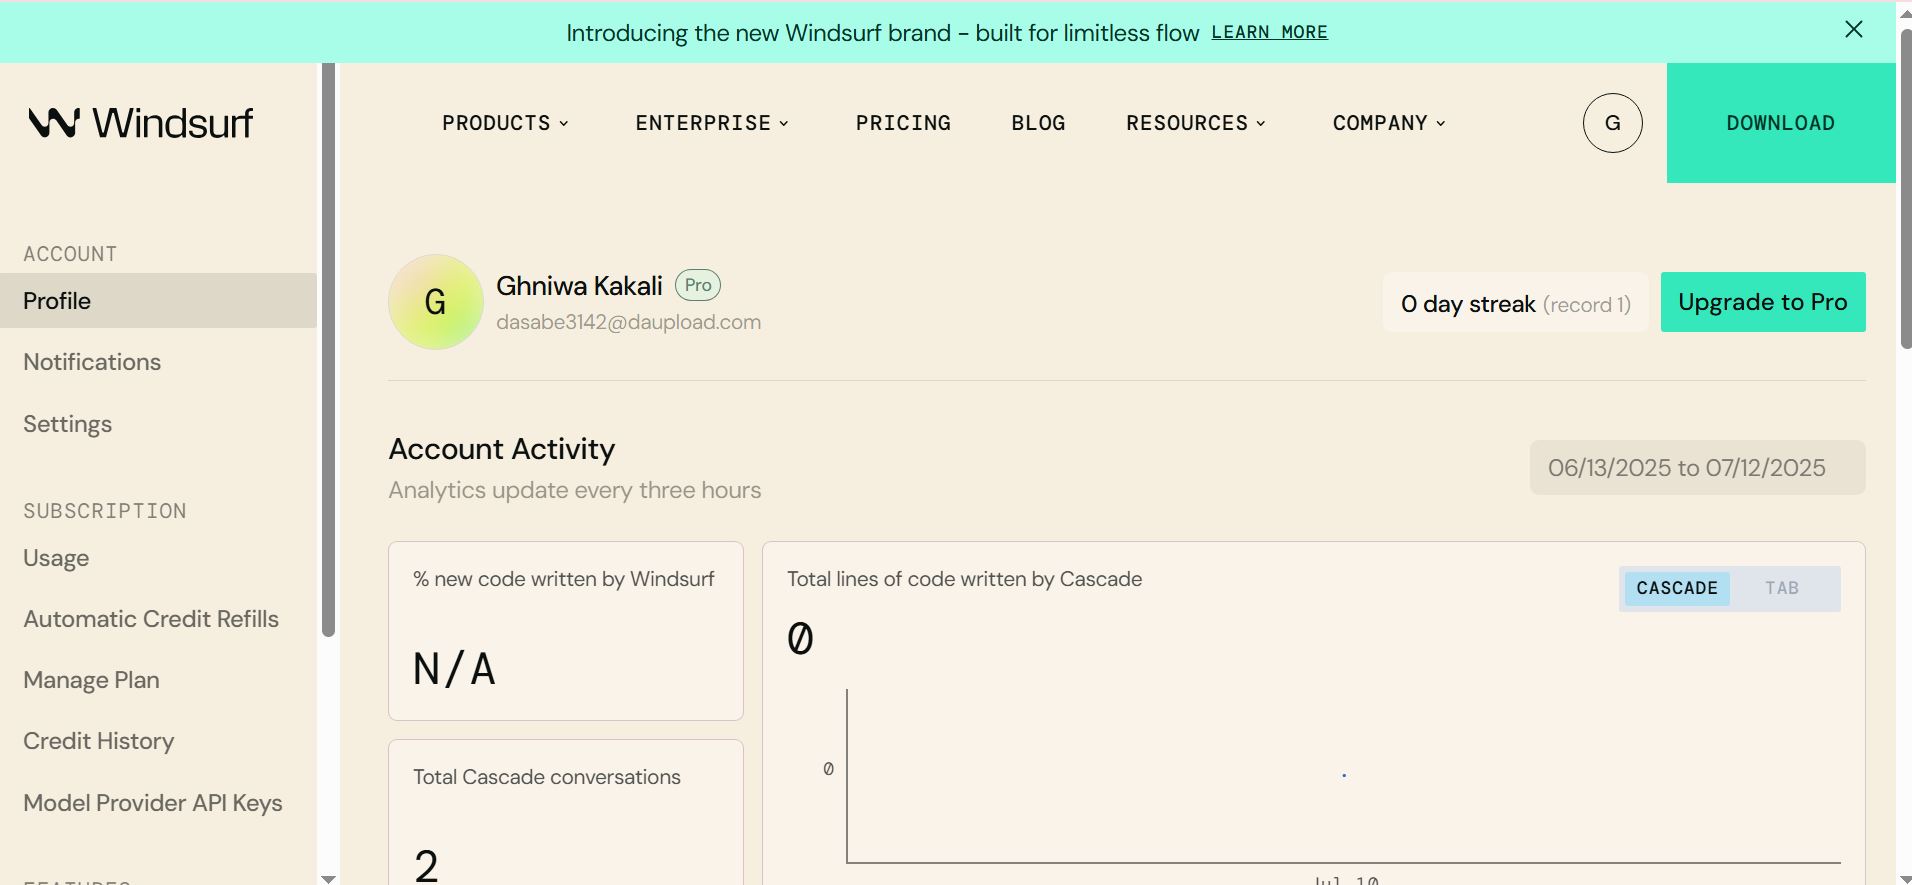 Introducing the new Windsurf brand - built for limitless flow LEARN MORE
Windsurf
PRODUCTS
ENTERPRISE
PRICING
BLOG
RESOURCES
COMPANY
G
DOWNLOAD
ACCOUNT
Profile
Notifications
Settings
SUBSCRIPTION
Usage
Automatic Credit Refills
Manage Plan
Credit History
Model Provider API Keys
FEATURES
G
Ghniwa Kakali Pro
dasabe3142@daupload.com
0 day streak (record 1)
Upgrade to Pro
Account Activity
Analytics update every three hours
06/13/2025 to 07/12/2025
% new code written by Windsurf
N/A
Total Cascade conversations
2
Total lines of code written by Cascade
0
CASCADE TAB
0
Jul 10